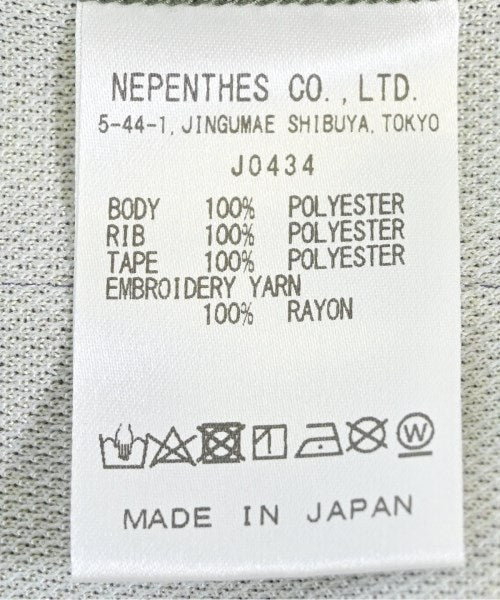 NEPENTHES CO.,LTD.
5-44-1, JINGUMAE SHIBUYA, TOKYO
J0434
BODY 100% POLYESTER
RIB 100% POLYESTER
TAPE 100% POLYESTER
EMBROIDERY YARN
100% RAYON
W
MADE IN JAPAN